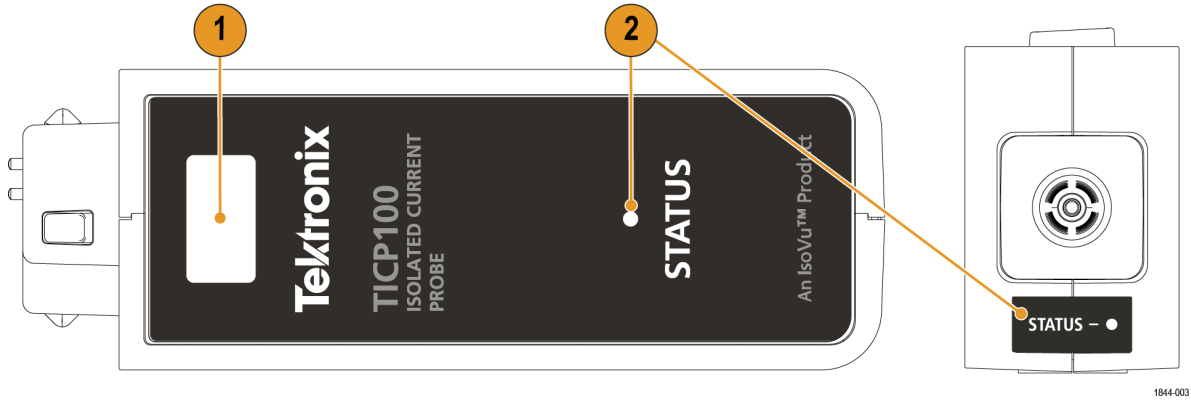 1
2
Tektronix
TICP100
ISOLATED CURRENT
PROBE
STATUS
An IsoVu™ Product
STATUS –
1844-003